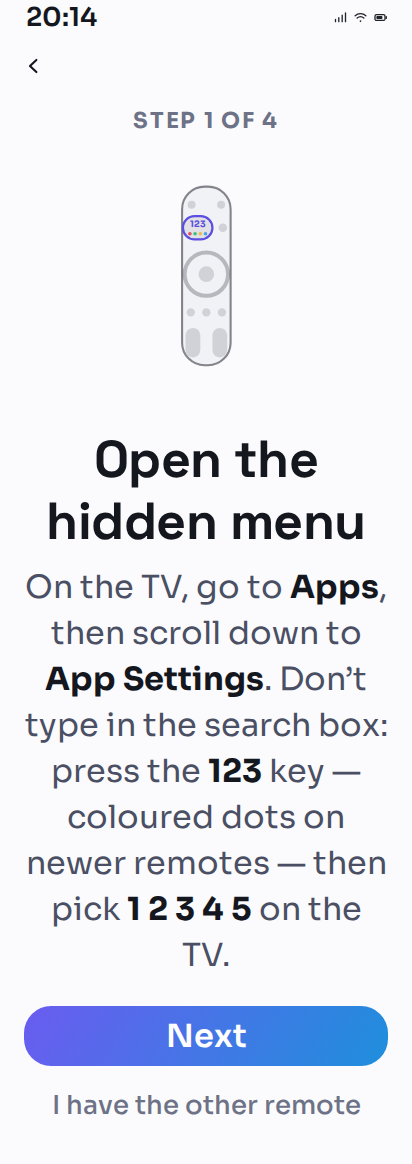 20:14
STEP 1 OF 4
123
Open the
hidden menu
On the TV, go to Apps,
then scroll down to
App Settings. Don’t
type in the search box:
press the 123 key —
coloured dots on
newer remotes — then
pick 1 2 3 4 5 on the
TV.
Next
I have the other remote